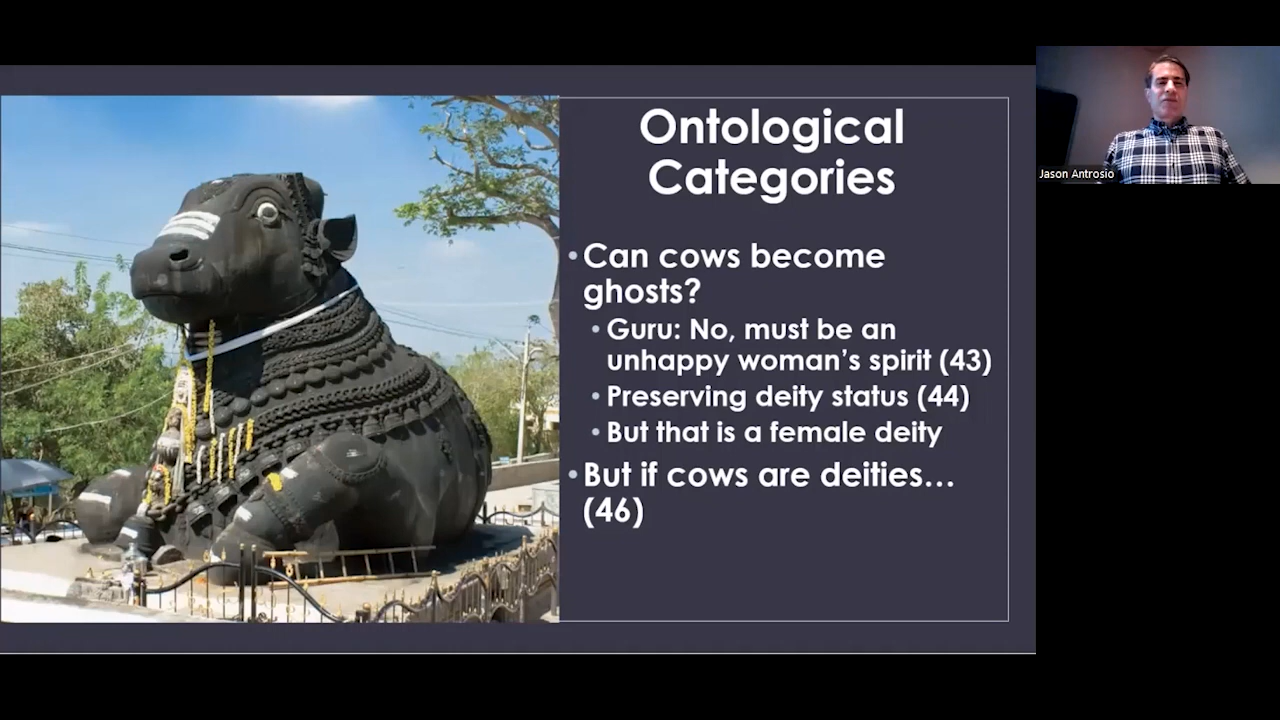 Ontological
Categories
• Can cows become
ghosts?
• Guru: No, must be an
unhappy woman’s spirit (43)
• Preserving deity status (44)
• But that is a female deity
• But if cows are deities…
(46)
Jason Antrosio